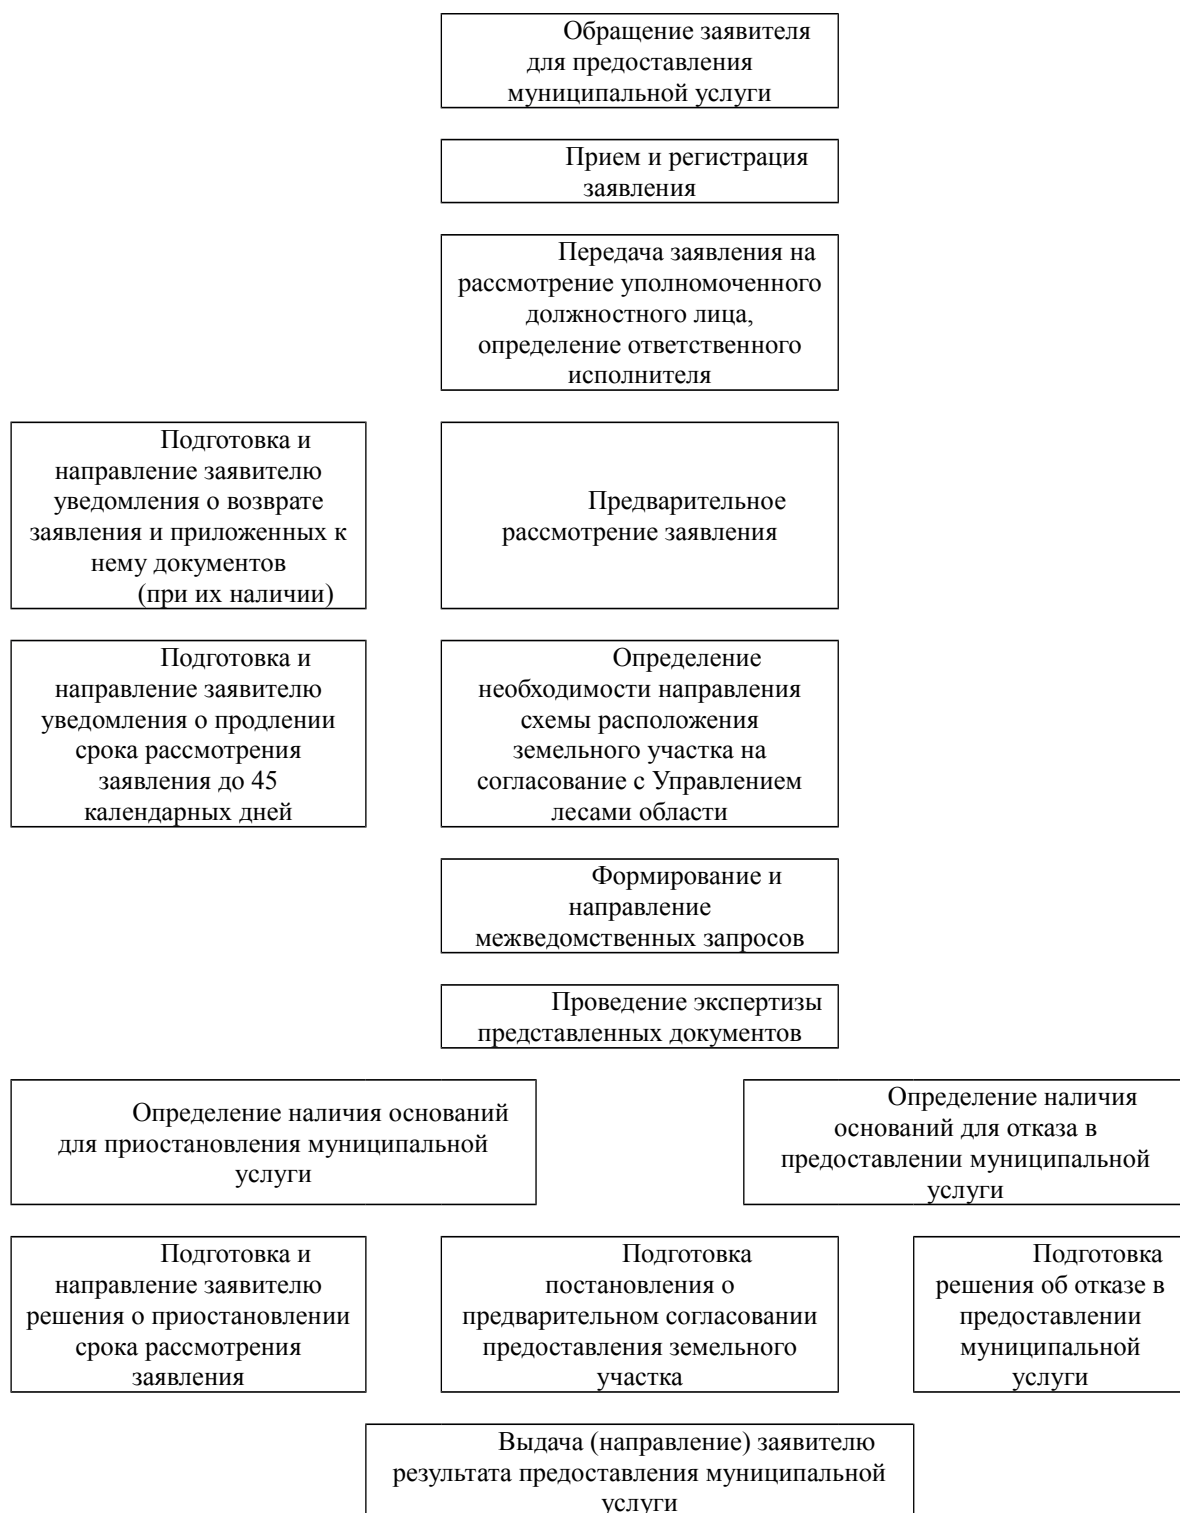 Обращение заявителя
для предоставления
муниципальной услуги
Прием и регистрация
заявления
Передача заявления на
рассмотрение уполномоченного
должностного лица,
определение ответственного
исполнителя
Подготовка и
направление заявителю
уведомления о возврате
заявления и приложенных к
нему документов
(при их наличии)
Предварительное
рассмотрение заявления
Подготовка и
направление заявителю
уведомления о продлении
срока рассмотрения
заявления до 45
календарных дней
Определение
необходимости направления
схемы расположения
земельного участка на
согласование с Управлением
лесами области
Формирование и
направление
межведомственных запросов
Проведение экспертизы
представленных документов
Определение наличия оснований
для приостановления муниципальной
услуги
Определение наличия
оснований для отказа в
предоставлении муниципальной
услуги
Подготовка и
направление заявителю
решения о приостановлении
срока рассмотрения
заявления
Подготовка
постановления о
предварительном согласовании
предоставления земельного
участка
Подготовка
решения об отказе в
предоставлении
муниципальной
услуги
Выдача (направление) заявителю
результата предоставления муниципальной
услуги